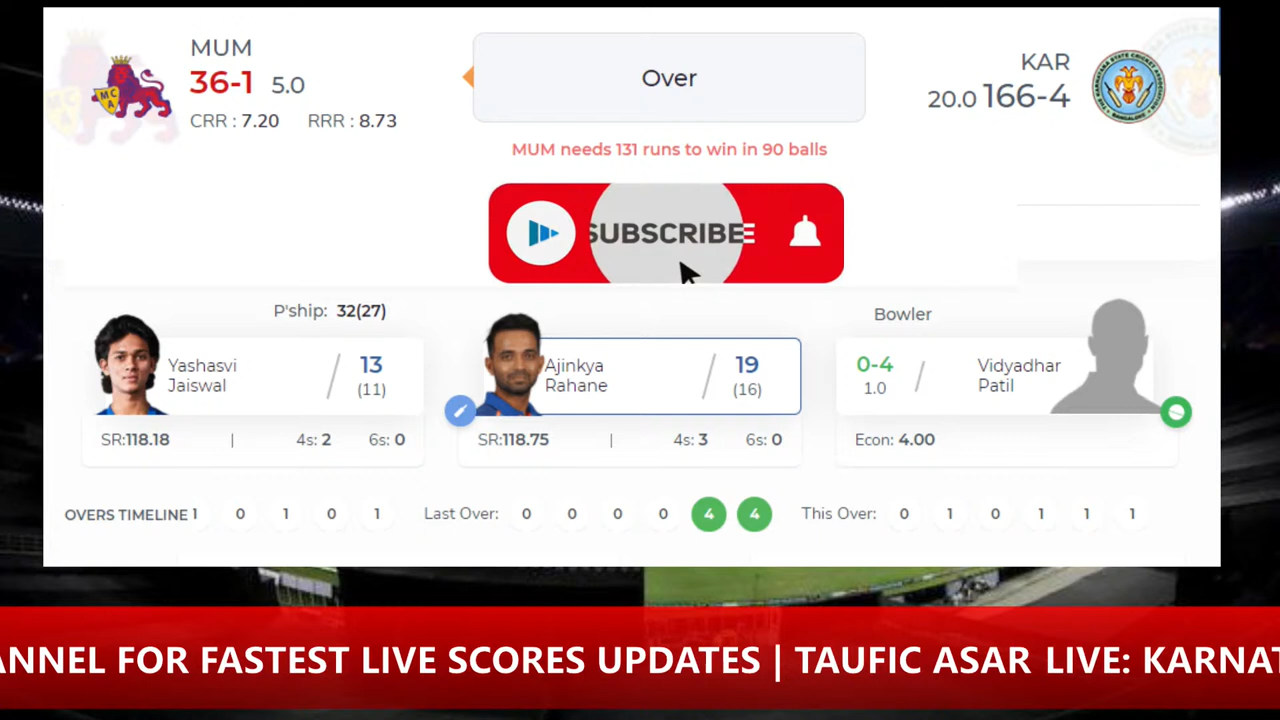 MUM
36-1 5.0
CRR : 7.20 RRR : 8.73
Over
MUM needs 131 runs to win in 90 balls
KAR
20.0 166-4
SUBSCRIBE
P'ship: 32(27)
Yashasvi
Jaiswal
13
(11)
SR:118.18 | 4s: 2 6s: 0
Ajinkya
Rahane
19
(16)
SR:118.75 | 4s: 3 6s: 0
Bowler
0-4
1.0
Vidyadhar
Patil
Econ: 4.00
OVERS TIMELINE 1 0 1 0 1 Last Over: 0 0 0 0 4 4 This Over: 0 1 0 1 1 1
ANNEL FOR FASTEST LIVE SCORES UPDATES | TAUFIC ASAR LIVE: KARNAT